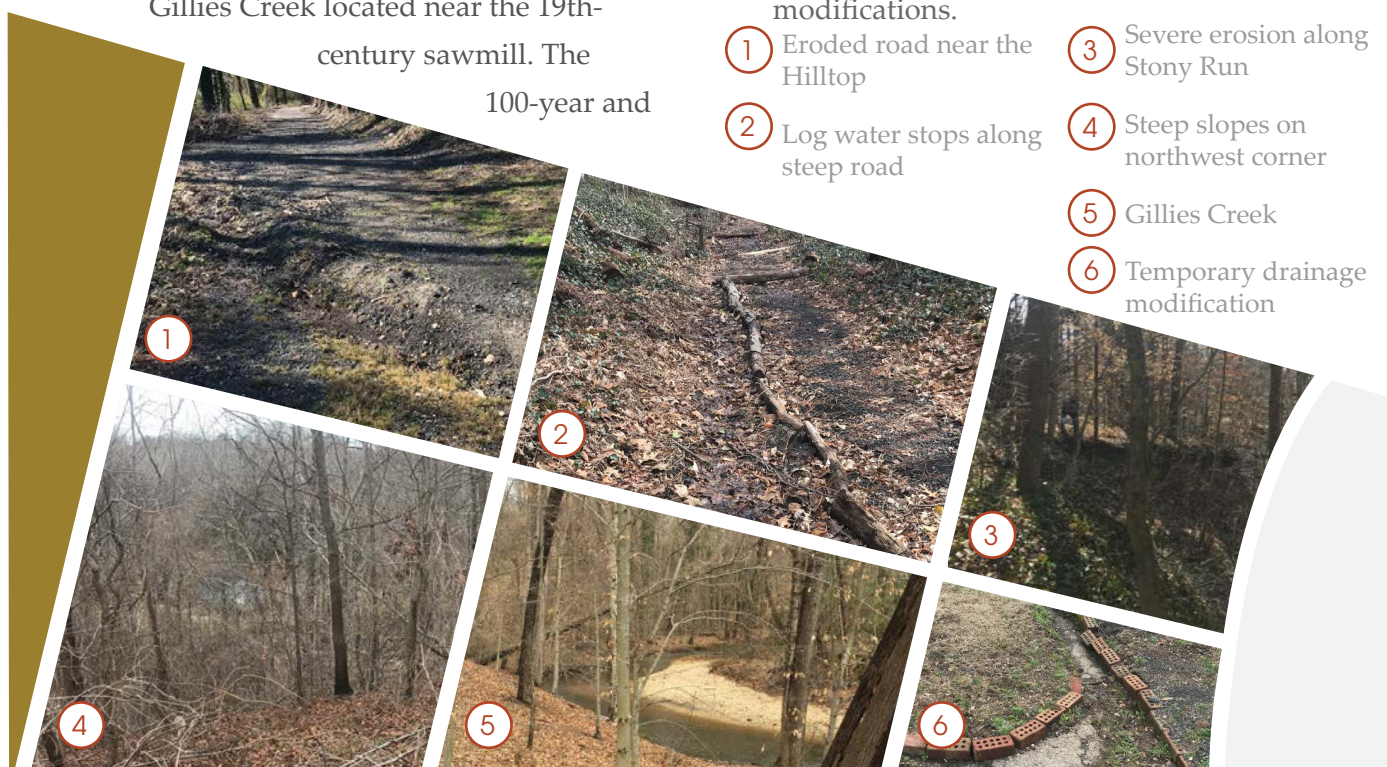 Gillies Creek located near the 19th-
century sawmill. The
100-year and
modifications.
1 Eroded road near the
Hilltop
2 Log water stops along
steep road
3 Severe erosion along
Stony Run
4 Steep slopes on
northwest corner
5 Gillies Creek
6 Temporary drainage
modification
1
2
3
4
5
6